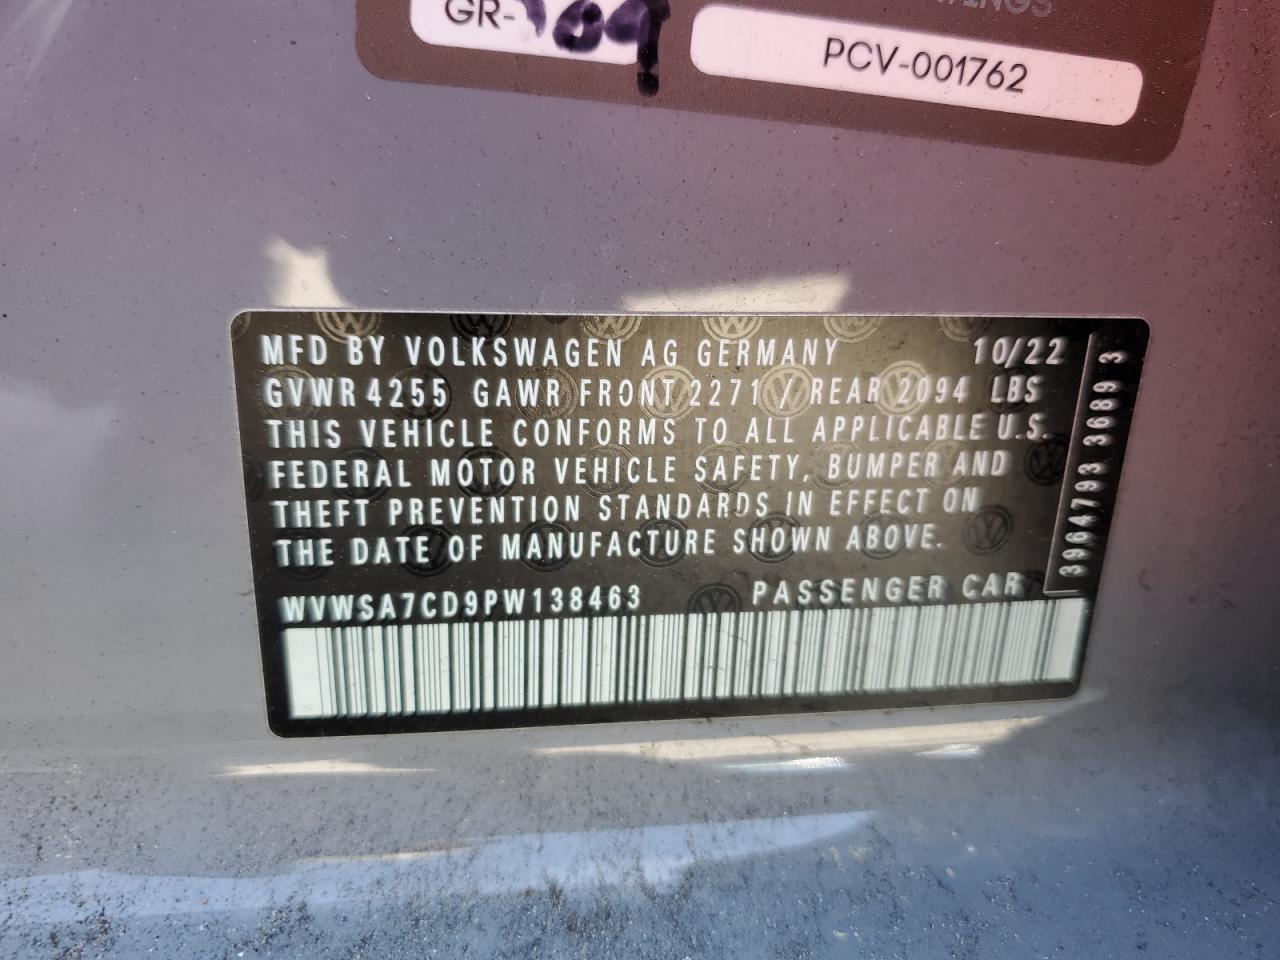 GR-109
PCV-001762
MFD BY VOLKSWAGEN AG GERMANY 10/22
GVWR 4255 GAWR FRONT 2271 / REAR 2094 LBS
THIS VEHICLE CONFORMS TO ALL APPLICABLE U.S.
FEDERAL MOTOR VEHICLE SAFETY, BUMPER AND
THEFT PREVENTION STANDARDS IN EFFECT ON
THE DATE OF MANUFACTURE SHOWN ABOVE.
WVWSA7CD9PW138463 PASSENGER CAR
3964793 3689 3